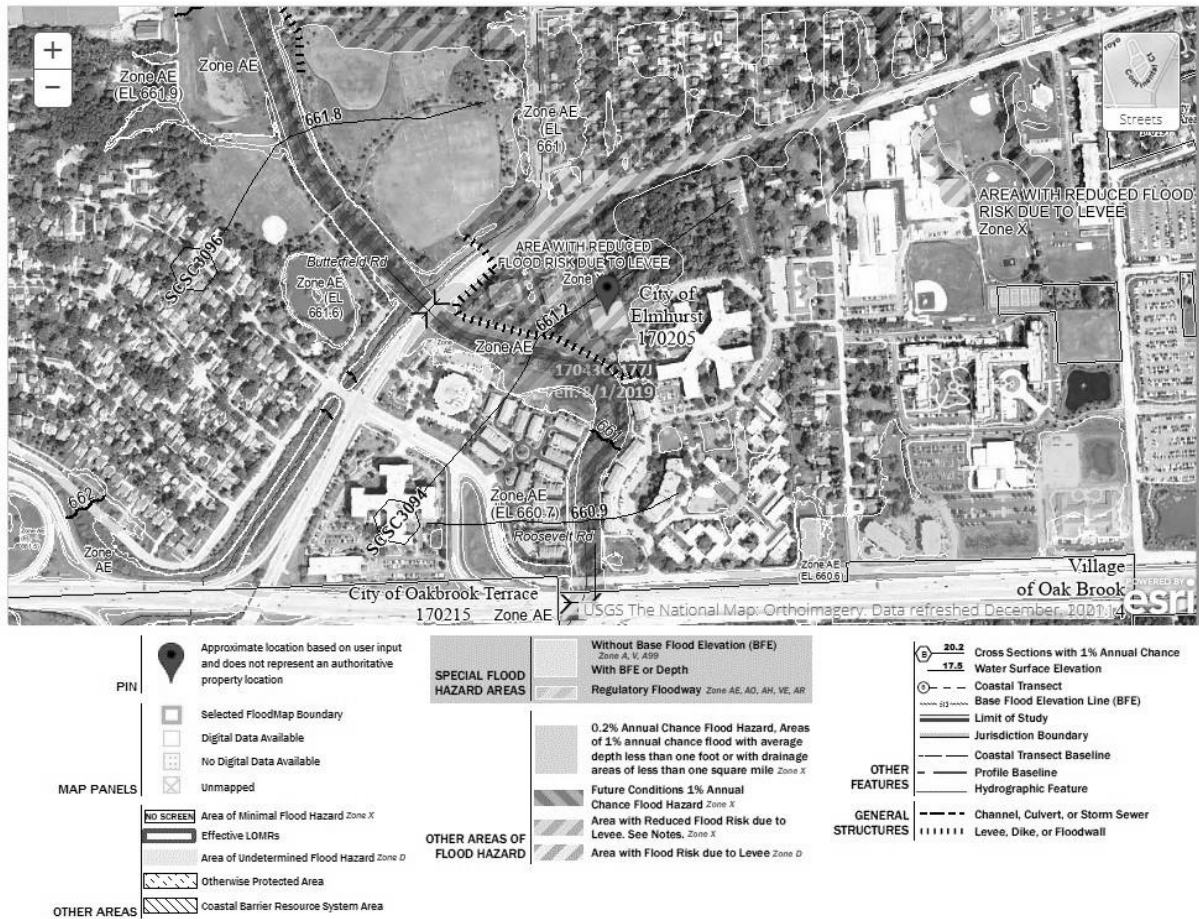 +
−
Zone AE
(EL 661.9)
Zone AE
661.8
Zone AE
(EL
661)
Streets
AREA WITH REDUCED FLOOD
RISK DUE TO LEVEE
Zone X
SCSC3096
Butterfield Rd
Zone AE
(EL
661.6)
AREA WITH REDUCED
FLOOD RISK DUE TO LEVEE
Zone
661.2
City of
Elmhurst
170205
Zone AE
eff. 8/1/2019
661
662
Zone
AE
SCSC3094
Zone AE
(EL 660.7)
660.9
Roosevelt Rd
Zone AE
(EL 660.6)
City of Oakbrook Terrace
170215
Zone AE
Village
of Oak Brook
USGS The National Map: Orthoimagery. Data refreshed December,
POWERED BY
esri
PIN
Approximate location based on user input
and does not represent an authoritative
property location
MAP PANELS
Selected FloodMap Boundary
Digital Data Available
No Digital Data Available
Unmapped
OTHER AREAS
NO SCREEN Area of Minimal Flood Hazard Zone X
Effective LOMRs
Area of Undetermined Flood Hazard Zone D
Otherwise Protected Area
Coastal Barrier Resource System Area
SPECIAL FLOOD
HAZARD AREAS
Without Base Flood Elevation (BFE)
Zone A, V, A99
With BFE or Depth
Regulatory Floodway Zone AE, AO, AH, VE, AR
OTHER AREAS OF
FLOOD HAZARD
0.2% Annual Chance Flood Hazard, Areas
of 1% annual chance flood with average
depth less than one foot or with drainage
areas of less than one square mile Zone X
Future Conditions 1% Annual
Chance Flood Hazard Zone X
Area with Reduced Flood Risk due to
Levee. See Notes. Zone X
Area with Flood Risk due to Levee Zone D
OTHER
FEATURES
20.2 Cross Sections with 1% Annual Chance
17.5 Water Surface Elevation
Coastal Transect
Base Flood Elevation Line (BFE)
Limit of Study
Jurisdiction Boundary
Coastal Transect Baseline
Profile Baseline
Hydrographic Feature
GENERAL
STRUCTURES
Channel, Culvert, or Storm Sewer
Levee, Dike, or Floodwall